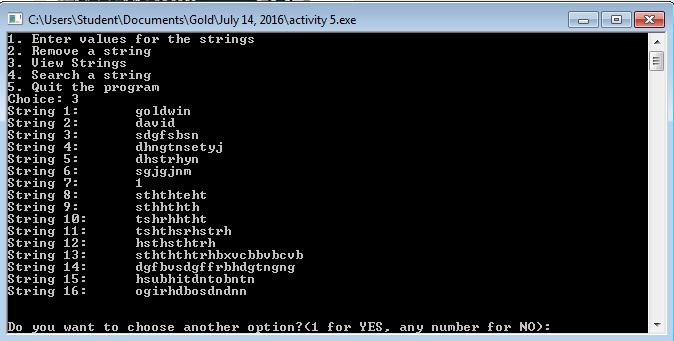 C:\Users\Student\Documents\Gold\July 14, 2016\activity 5.exe
1. Enter values for the strings
2. Remove a string
3. View Strings
4. Search a string
5. Quit the program
Choice: 3
String 1: goldwin
String 2: david
String 3: sdgfsbsn
String 4: dhngtnsetyj
String 5: dhstrhyn
String 6: sgjgjnm
String 7: 1
String 8: sthththeht
String 9: sthhthth
String 10: tshrhhtht
String 11: tshthsrhstrh
String 12: hsthsthtrh
String 13: sthththtrhbxvcbbvbcvb
String 14: dgfbvsdgffrbhdgtngng
String 15: hsubhitdntobntn
String 16: ogirhdbosdndnn
Do you want to choose another option?(1 for YES, any number for NO):